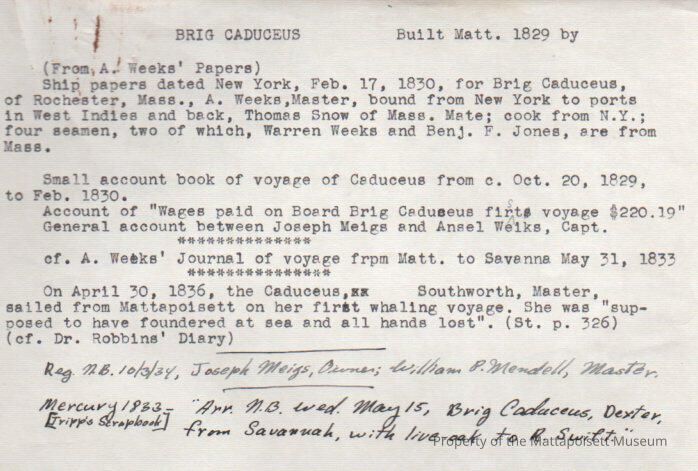 BRIG CADUCEUS Built Matt. 1829 by
(From A. Weeks' Papers)
Ship papers dated New York, Feb. 17, 1830, for Brig Caduceus,
of Rochester, Mass., A. Weeks,Master, bound from New York to ports
in West Indies and back, Thomas Snow of Mass. Mate; cook from N.Y.;
four seamen, two of which, Warren Weeks and Benj. F. Jones, are from
Mass.
Small account book of voyage of Caduceus from c. Oct. 20, 1829,
to Feb. 1830.
Account of "Wages paid on Board Brig Caduceus first voyage $220.19"
General account between Joseph Meigs and Ansel Weeks, Capt.
**************
cf. A. Weeks' Journal of voyage frpm Matt. to Savanna May 31, 1833
***************
On April 30, 1836, the Caduceus,xx Southworth, Master,
sailed from Mattapoisett on her first whaling voyage. She was "sup-
posed to have foundered at sea and all hands lost". (St. p. 326)
(cf. Dr. Robbins' Diary)
Reg N.B. 10/3/34, Joseph Meigs, Owner; William P. Mendell, Master.
Mercury 1833 - "Arr. N.B. Wed. May 15, Brig Caduceus, Dexter,
[Tripp's Scrapbook] from Savannah, with live oak to R Swift."
Property of the Mattapoisett Museum